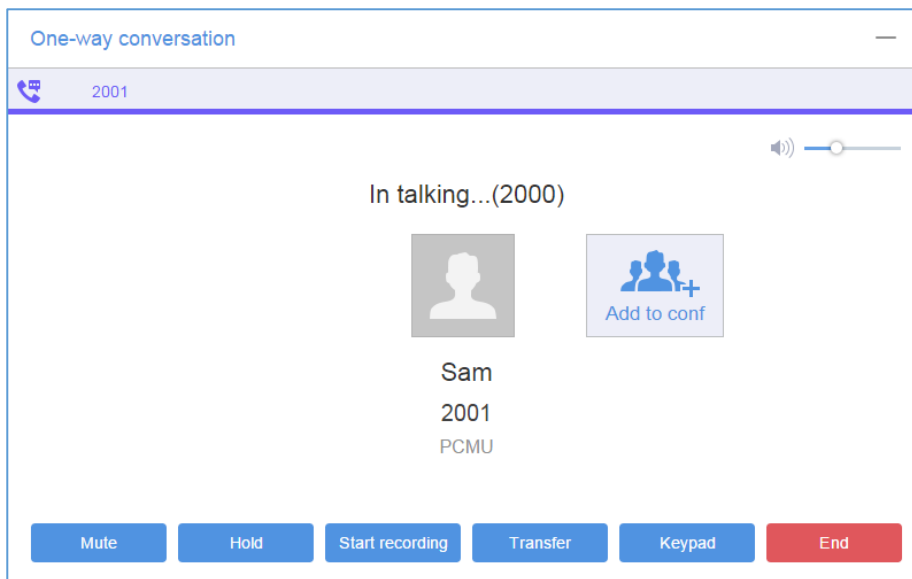 One-way conversation
2001
In talking...(2000)
Add to conf
Sam
2001
PCMU
Mute Hold Start recording Transfer Keypad End